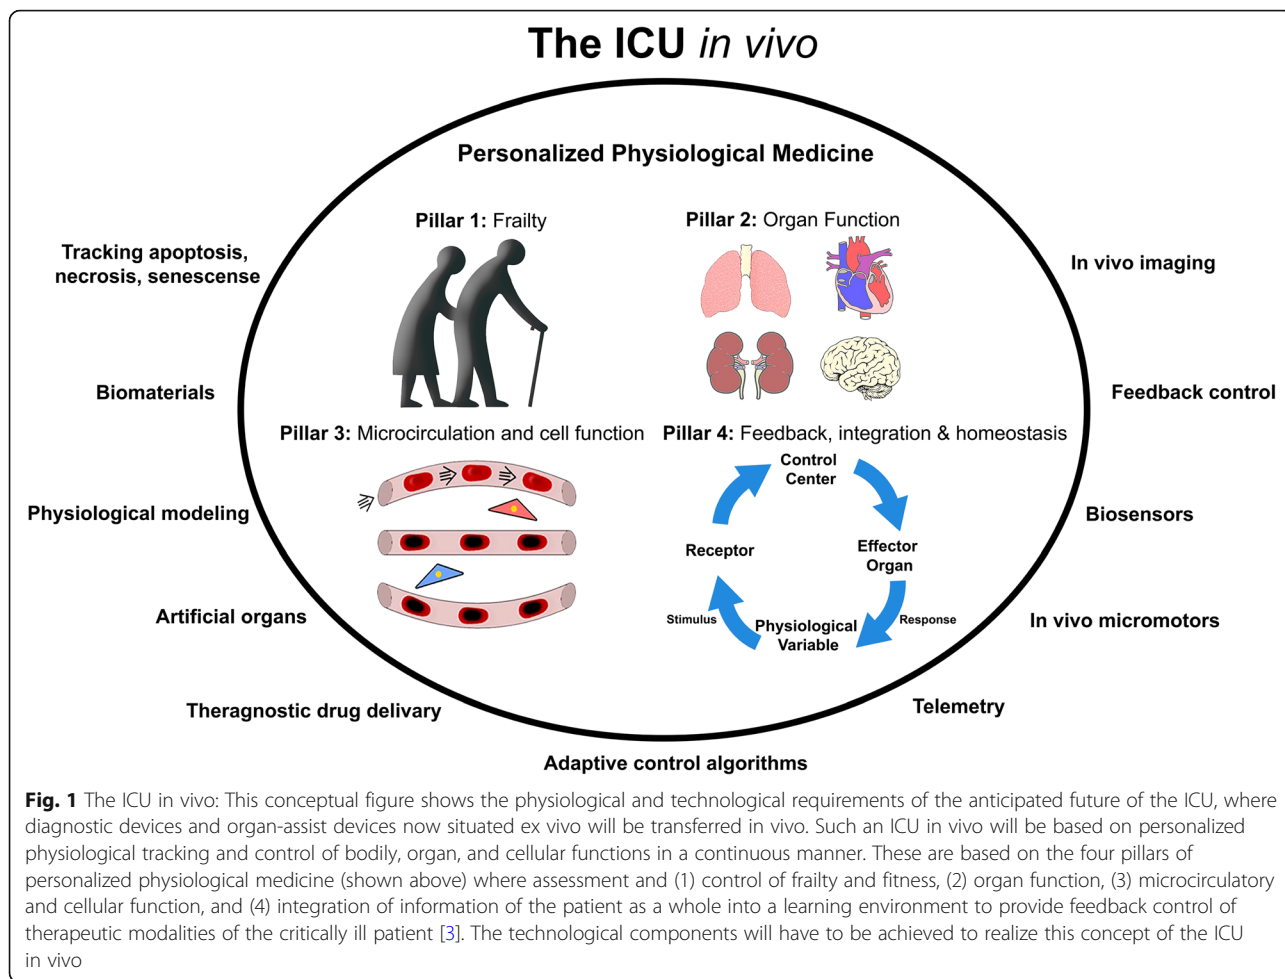 The ICU in vivo
Personalized Physiological Medicine
Pillar 1: Frailty
Pillar 2: Organ Function
Tracking apoptosis,
necrosis, senescense
In vivo imaging
Biomaterials
Feedback control
Pillar 3: Microcirculation and cell function
Pillar 4: Feedback, integration & homeostasis
Control
Center
Physiological modeling
Biosensors
Receptor
Effector
Organ
Artificial organs
Stimulus
Physiological
Variable
Response
In vivo micromotors
Theragnostic drug delivary
Telemetry
Adaptive control algorithms
Fig. 1 The ICU in vivo: This conceptual figure shows the physiological and technological requirements of the anticipated future of the ICU, where
diagnostic devices and organ-assist devices now situated ex vivo will be transferred in vivo. Such an ICU in vivo will be based on personalized
physiological tracking and control of bodily, organ, and cellular functions in a continuous manner. These are based on the four pillars of
personalized physiological medicine (shown above) where assessment and (1) control of frailty and fitness, (2) organ function, (3) microcirculatory
and cellular function, and (4) integration of information of the patient as a whole into a learning environment to provide feedback control of
therapeutic modalities of the critically ill patient [3]. The technological components will have to be achieved to realize this concept of the ICU
in vivo